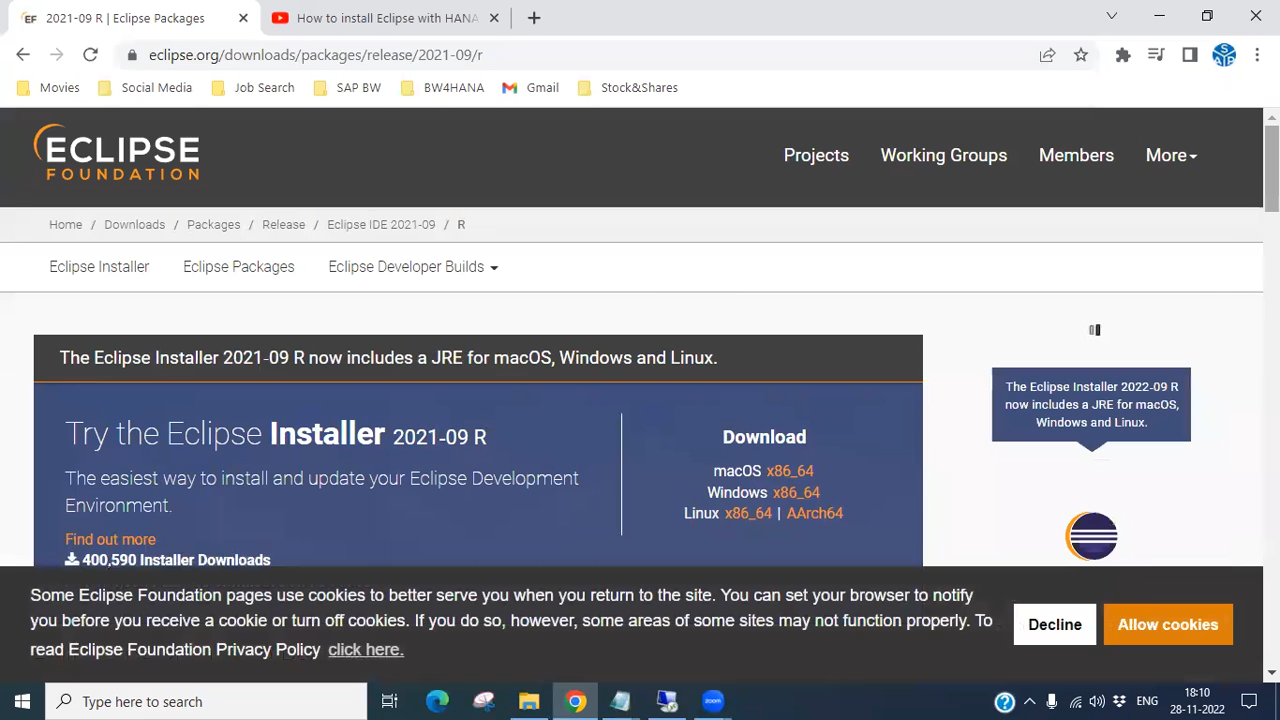 2021-09 R | Eclipse Packages
How to install Eclipse with HANA
eclipse.org/downloads/packages/release/2021-09/r
Movies
Social Media
Job Search
SAP BW
BW4HANA
Gmail
Stock&Shares
ECLIPSE
FOUNDATION
Projects
Working Groups
Members
More
Home / Downloads / Packages / Release / Eclipse IDE 2021-09 / R
Eclipse Installer
Eclipse Packages
Eclipse Developer Builds
The Eclipse Installer 2021-09 R now includes a JRE for macOS, Windows and Linux.
Try the Eclipse Installer 2021-09 R
The easiest way to install and update your Eclipse Development
Environment.
Find out more
400,590 Installer Downloads
Download
macOS x86_64
Windows x86_64
Linux x86_64 | AArch64
The Eclipse Installer 2022-09 R
now includes a JRE for macOS,
Windows and Linux.
Some Eclipse Foundation pages use cookies to better serve you when you return to the site. You can set your browser to notify
you before you receive a cookie or turn off cookies. If you do so, however, some areas of some sites may not function properly. To
read Eclipse Foundation Privacy Policy click here.
Decline
Allow cookies
Type here to search
zoom
ENG
18:10
28-11-2022